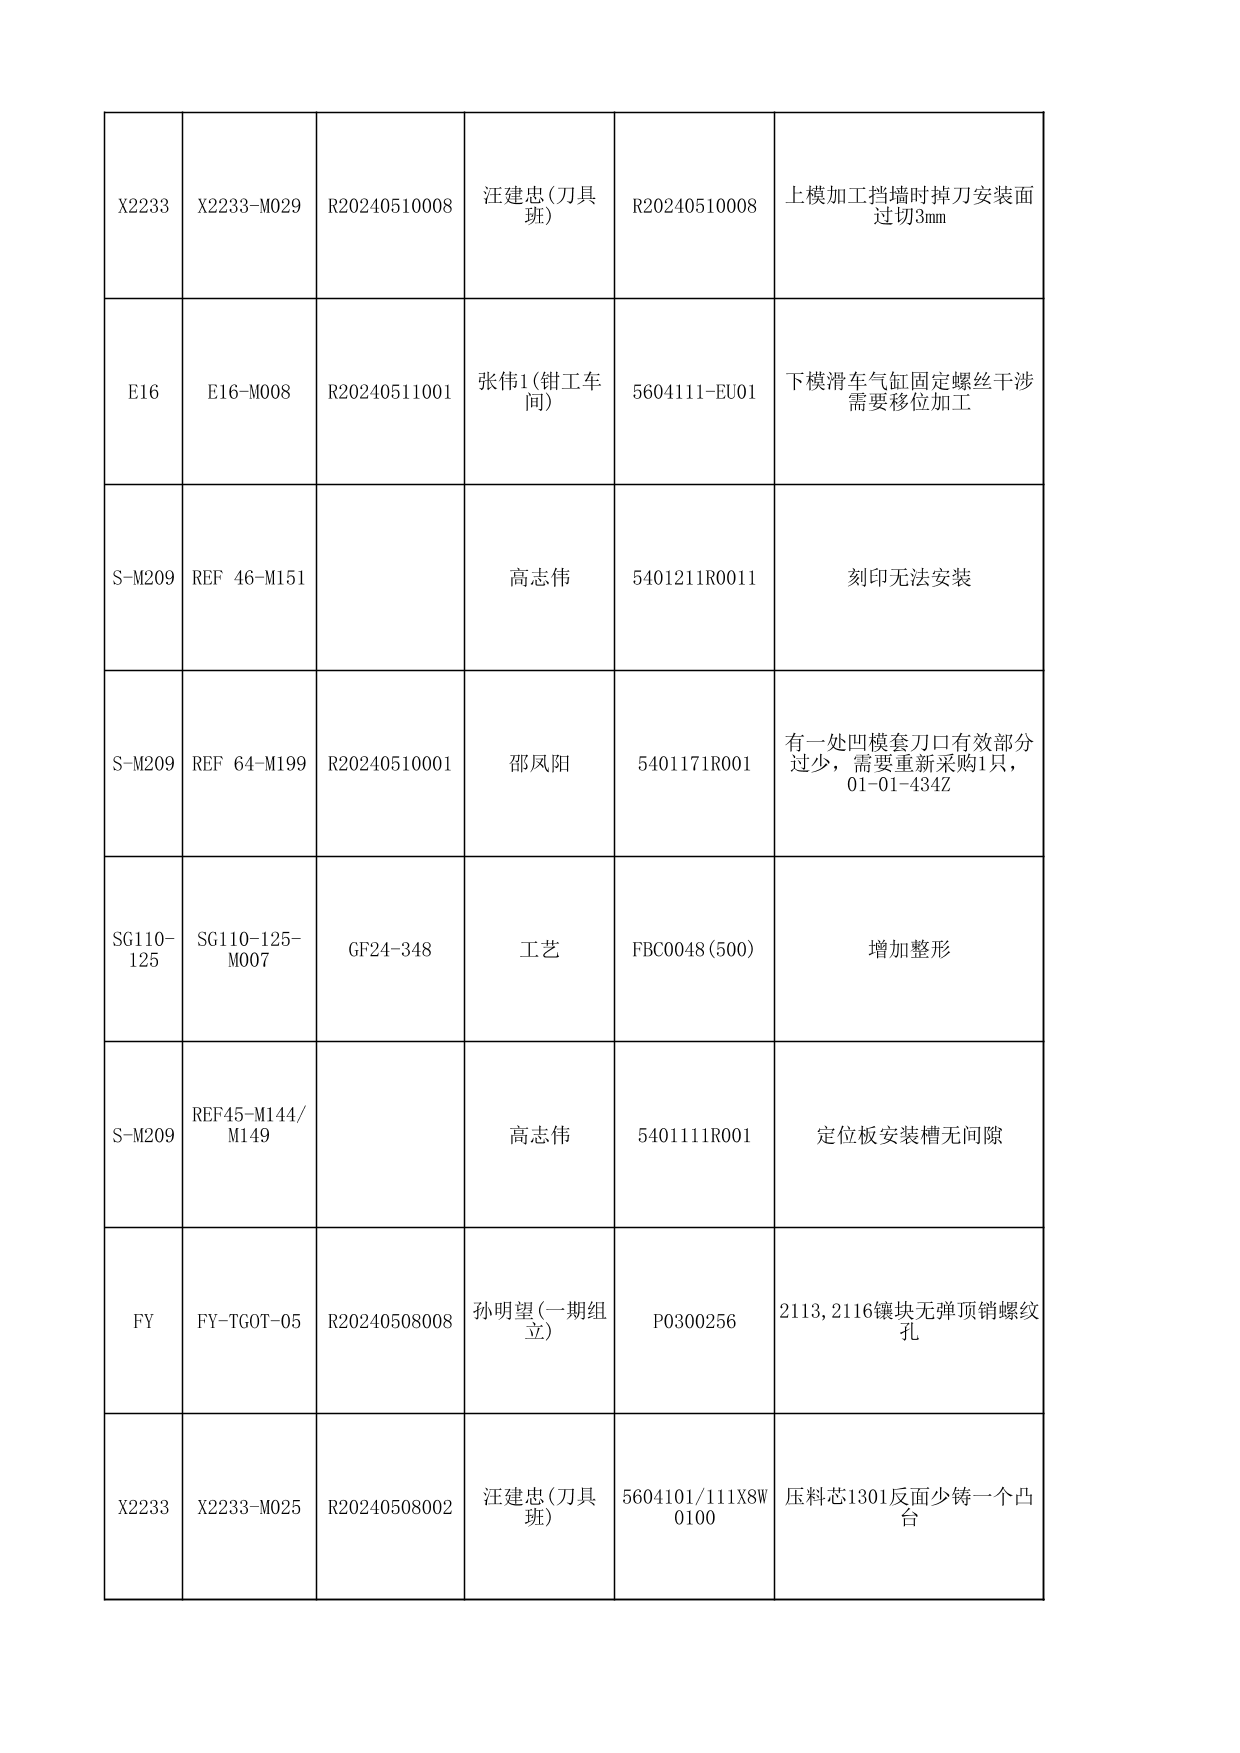 X2233
X2233-M029
R20240510008
汪建忠(刀具
班)
R20240510008
上模加工挡墙时掉刀安装面
过切3mm
E16
E16-M008
R20240511001
张伟1(钳工车
间)
5604111-EU01
下模滑车气缸固定螺丝干涉
需要移位加工
S-M209
REF 46-M151
高志伟
5401211R0011
刻印无法安装
S-M209
REF 64-M199
R20240510001
邵凤阳
5401171R001
有一处凹模套刀口有效部分
过少，需要重新采购1只，
01-01-434Z
SG110-
125
SG110-125-
M007
GF24-348
工艺
FBC0048(500)
增加整形
S-M209
REF45-M144/
M149
高志伟
5401111R001
定位板安装槽无间隙
FY
FY-TGOT-05
R20240508008
孙明望(一期组
立)
P0300256
2113,2116镶块无弹顶销螺纹
孔
X2233
X2233-M025
R20240508002
汪建忠(刀具
班)
5604101/111X8W
0100
压料芯1301反面少铸一个凸
台